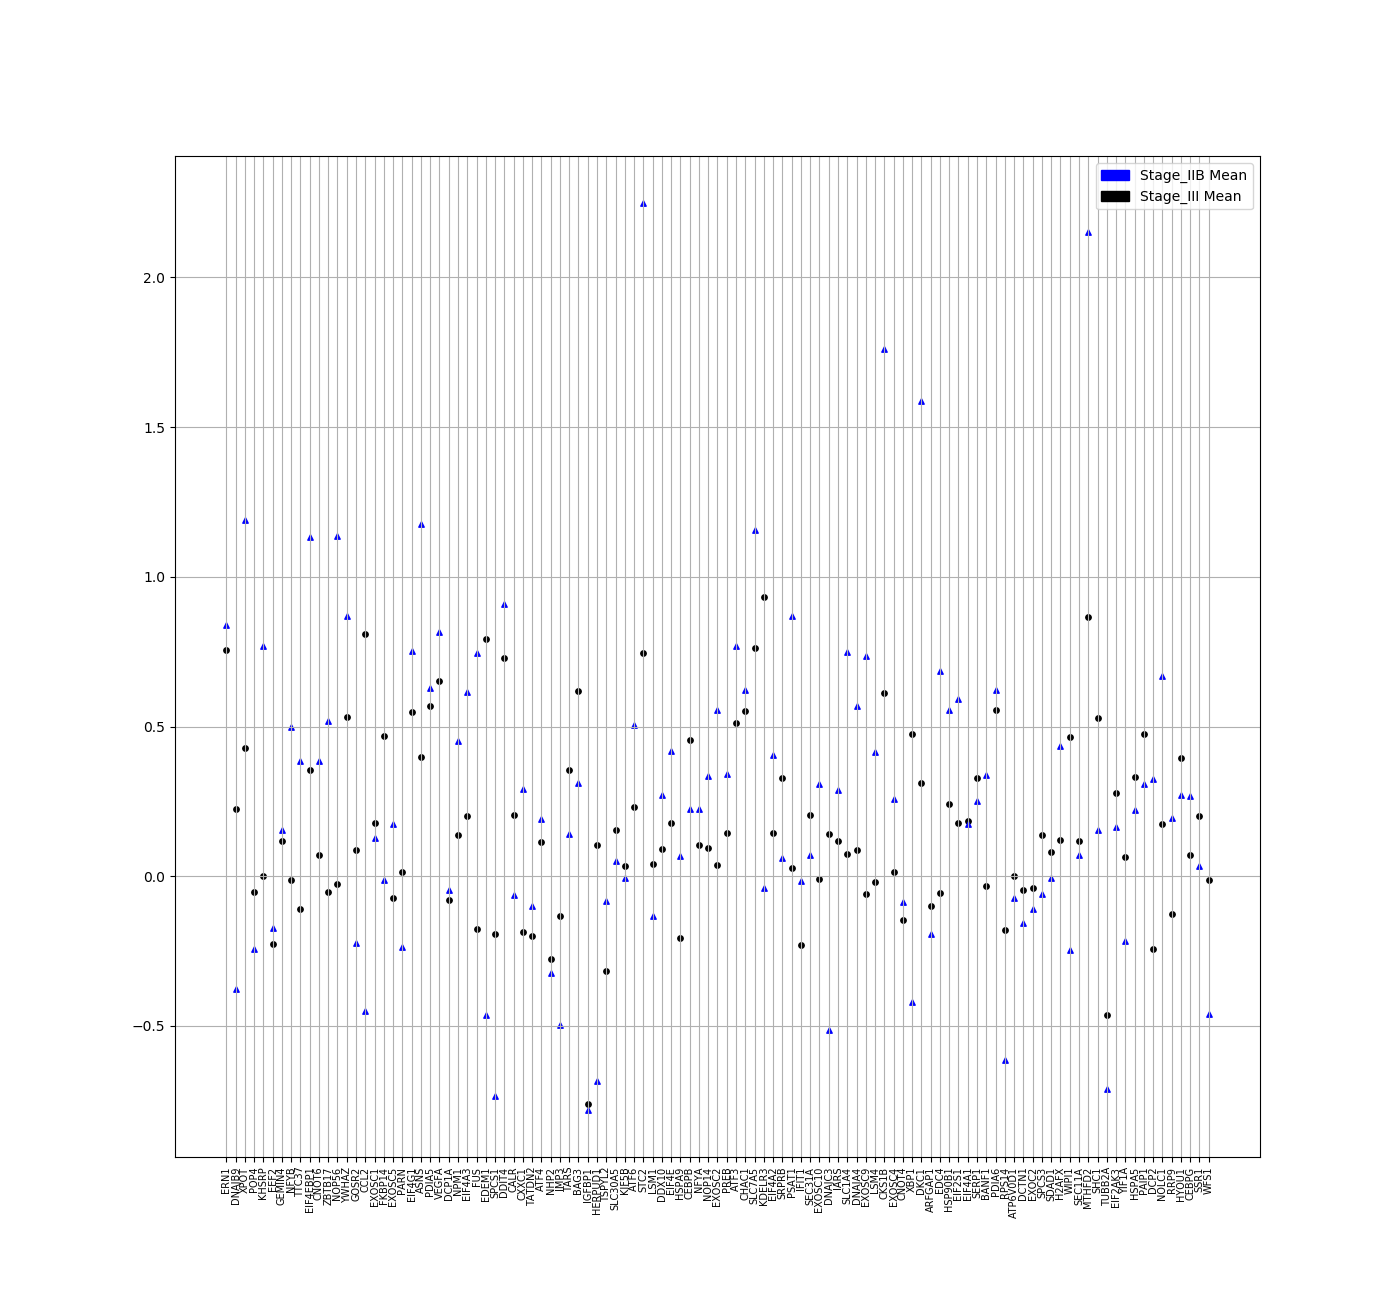 Stage_IIB Mean
Stage_III Mean
2.0
1.5
1.0
0.5
0.0
−0.5
ERN1
DNAJB9
XPOT
POP4
KHSRP
EEF2
GEMIN4
NFYB
TTC37
EIF4EBP1
CNOT6
ZBTB17
NOP56
YWHAZ
GOSR2
CCL2
EXOSC1
FKBP14
EXOSC5
PARN
EIF4G1
ASNS
PDIA5
VEGFA
DCP1A
NPM1
EIF4A3
FUS
EDEM1
SPCS1
DDIT4
CALR
CXXC1
TATDN2
ATF4
NHP2
IMP3
TARS
BAG3
IGFBP1
HERPUD1
TSPYL2
SLC30A5
KIF5B
ATF6
STC2
LSM1
DDX10
EIF4E
HSPA9
CEBPB
NFYA
NOP14
EXOSC2
PREB
ATF3
CHAC1
SLC7A5
KDELR3
EIF4A2
SRPRB
PSAT1
IFIT1
SEC31A
EXOSC10
DNAJC3
IARS
SLC1A4
DNAJA4
EXOSC9
LSM4
CKS1B
EXOSC4
CNOT4
XBP1
DKC1
ARFGAP1
EDC4
HSP90B1
EIF2S1
EIF4A1
SERP1
BANF1
PDIA6
RPS14
ATP6V0D1
DCTN1
EXOC2
SPCS3
SDAD1
H2AFX
WIPI1
SEC11A
MTHFD2
SHC1
TUBB2A
EIF2AK3
YIF1A
HSPA5
PAIP1
DCP2
NOLC1
RRP9
HYOU1
CEBPG
SSR1
WFS1